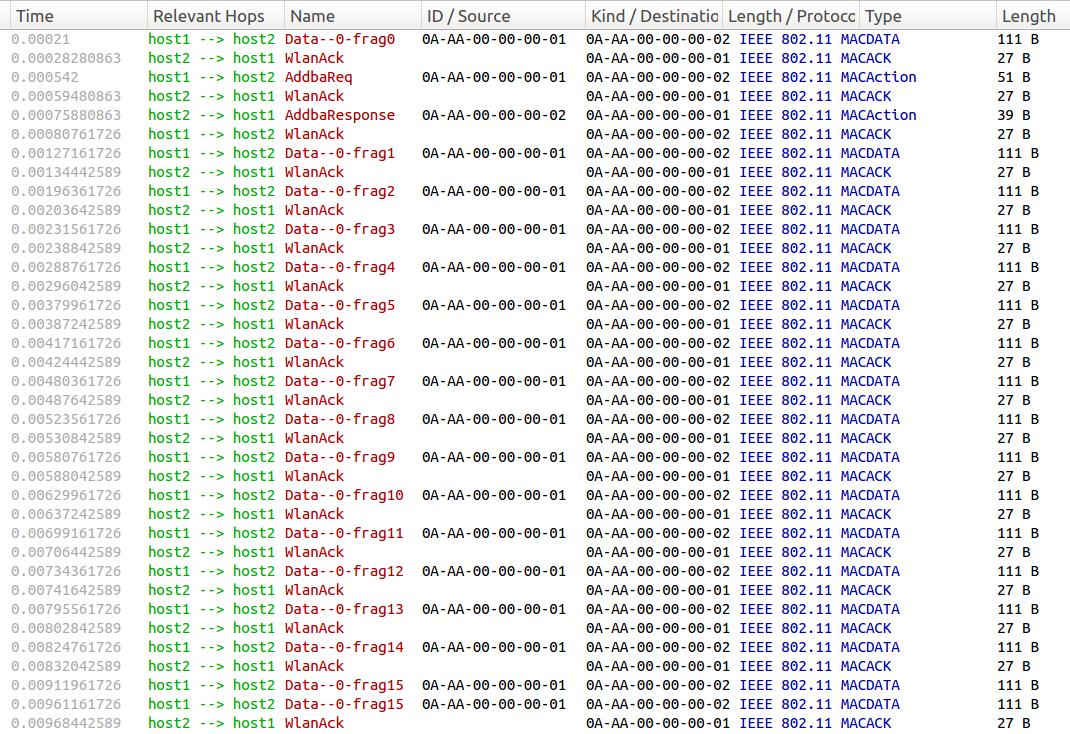 Time Relevant Hops Name ID / Source Kind / Destinatio Length / Protoco Type Length
0.00021 host1 --> host2 Data--0-frag0 0A-AA-00-00-00-01 0A-AA-00-00-00-02 IEEE 802.11 MACDATA 111 B
0.00028280863 host2 --> host1 WlanAck 0A-AA-00-00-00-01 IEEE 802.11 MACACK 27 B
0.000542 host1 --> host2 AddbaReq 0A-AA-00-00-00-01 0A-AA-00-00-00-02 IEEE 802.11 MACAction 51 B
0.00059480863 host2 --> host1 WlanAck 0A-AA-00-00-00-01 IEEE 802.11 MACACK 27 B
0.00075880863 host2 --> host1 AddbaResponse 0A-AA-00-00-00-02 0A-AA-00-00-00-01 IEEE 802.11 MACAction 39 B
0.00080761726 host1 --> host2 WlanAck 0A-AA-00-00-00-02 IEEE 802.11 MACACK 27 B
0.00127161726 host1 --> host2 Data--0-frag1 0A-AA-00-00-00-01 0A-AA-00-00-00-02 IEEE 802.11 MACDATA 111 B
0.00134442589 host2 --> host1 WlanAck 0A-AA-00-00-00-01 IEEE 802.11 MACACK 27 B
0.00196361726 host1 --> host2 Data--0-frag2 0A-AA-00-00-00-01 0A-AA-00-00-00-02 IEEE 802.11 MACDATA 111 B
0.00203642589 host2 --> host1 WlanAck 0A-AA-00-00-00-01 IEEE 802.11 MACACK 27 B
0.00231561726 host1 --> host2 Data--0-frag3 0A-AA-00-00-00-01 0A-AA-00-00-00-02 IEEE 802.11 MACDATA 111 B
0.00238842589 host2 --> host1 WlanAck 0A-AA-00-00-00-01 IEEE 802.11 MACACK 27 B
0.00288761726 host1 --> host2 Data--0-frag4 0A-AA-00-00-00-01 0A-AA-00-00-00-02 IEEE 802.11 MACDATA 111 B
0.00296042589 host2 --> host1 WlanAck 0A-AA-00-00-00-01 IEEE 802.11 MACACK 27 B
0.00379961726 host1 --> host2 Data--0-frag5 0A-AA-00-00-00-01 0A-AA-00-00-00-02 IEEE 802.11 MACDATA 111 B
0.00387242589 host2 --> host1 WlanAck 0A-AA-00-00-00-01 IEEE 802.11 MACACK 27 B
0.00417161726 host1 --> host2 Data--0-frag6 0A-AA-00-00-00-01 0A-AA-00-00-00-02 IEEE 802.11 MACDATA 111 B
0.00424442589 host2 --> host1 WlanAck 0A-AA-00-00-00-01 IEEE 802.11 MACACK 27 B
0.00480361726 host1 --> host2 Data--0-frag7 0A-AA-00-00-00-01 0A-AA-00-00-00-02 IEEE 802.11 MACDATA 111 B
0.00487642589 host2 --> host1 WlanAck 0A-AA-00-00-00-01 IEEE 802.11 MACACK 27 B
0.00523561726 host1 --> host2 Data--0-frag8 0A-AA-00-00-00-01 0A-AA-00-00-00-02 IEEE 802.11 MACDATA 111 B
0.00530842589 host2 --> host1 WlanAck 0A-AA-00-00-00-01 IEEE 802.11 MACACK 27 B
0.00580761726 host1 --> host2 Data--0-frag9 0A-AA-00-00-00-01 0A-AA-00-00-00-02 IEEE 802.11 MACDATA 111 B
0.00588042589 host2 --> host1 WlanAck 0A-AA-00-00-00-01 IEEE 802.11 MACACK 27 B
0.00629961726 host1 --> host2 Data--0-frag10 0A-AA-00-00-00-01 0A-AA-00-00-00-02 IEEE 802.11 MACDATA 111 B
0.00637242589 host2 --> host1 WlanAck 0A-AA-00-00-00-01 IEEE 802.11 MACACK 27 B
0.00699161726 host1 --> host2 Data--0-frag11 0A-AA-00-00-00-01 0A-AA-00-00-00-02 IEEE 802.11 MACDATA 111 B
0.00706442589 host2 --> host1 WlanAck 0A-AA-00-00-00-01 IEEE 802.11 MACACK 27 B
0.00734361726 host1 --> host2 Data--0-frag12 0A-AA-00-00-00-01 0A-AA-00-00-00-02 IEEE 802.11 MACDATA 111 B
0.00741642589 host2 --> host1 WlanAck 0A-AA-00-00-00-01 IEEE 802.11 MACACK 27 B
0.00795561726 host1 --> host2 Data--0-frag13 0A-AA-00-00-00-01 0A-AA-00-00-00-02 IEEE 802.11 MACDATA 111 B
0.00802842589 host2 --> host1 WlanAck 0A-AA-00-00-00-01 IEEE 802.11 MACACK 27 B
0.00824761726 host1 --> host2 Data--0-frag14 0A-AA-00-00-00-01 0A-AA-00-00-00-02 IEEE 802.11 MACDATA 111 B
0.00832042589 host2 --> host1 WlanAck 0A-AA-00-00-00-01 IEEE 802.11 MACACK 27 B
0.00911961726 host1 --> host2 Data--0-frag15 0A-AA-00-00-00-01 0A-AA-00-00-00-02 IEEE 802.11 MACDATA 111 B
0.00961161726 host1 --> host2 Data--0-frag15 0A-AA-00-00-00-01 0A-AA-00-00-00-02 IEEE 802.11 MACDATA 111 B
0.00968442589 host2 --> host1 WlanAck 0A-AA-00-00-00-01 IEEE 802.11 MACACK 27 B